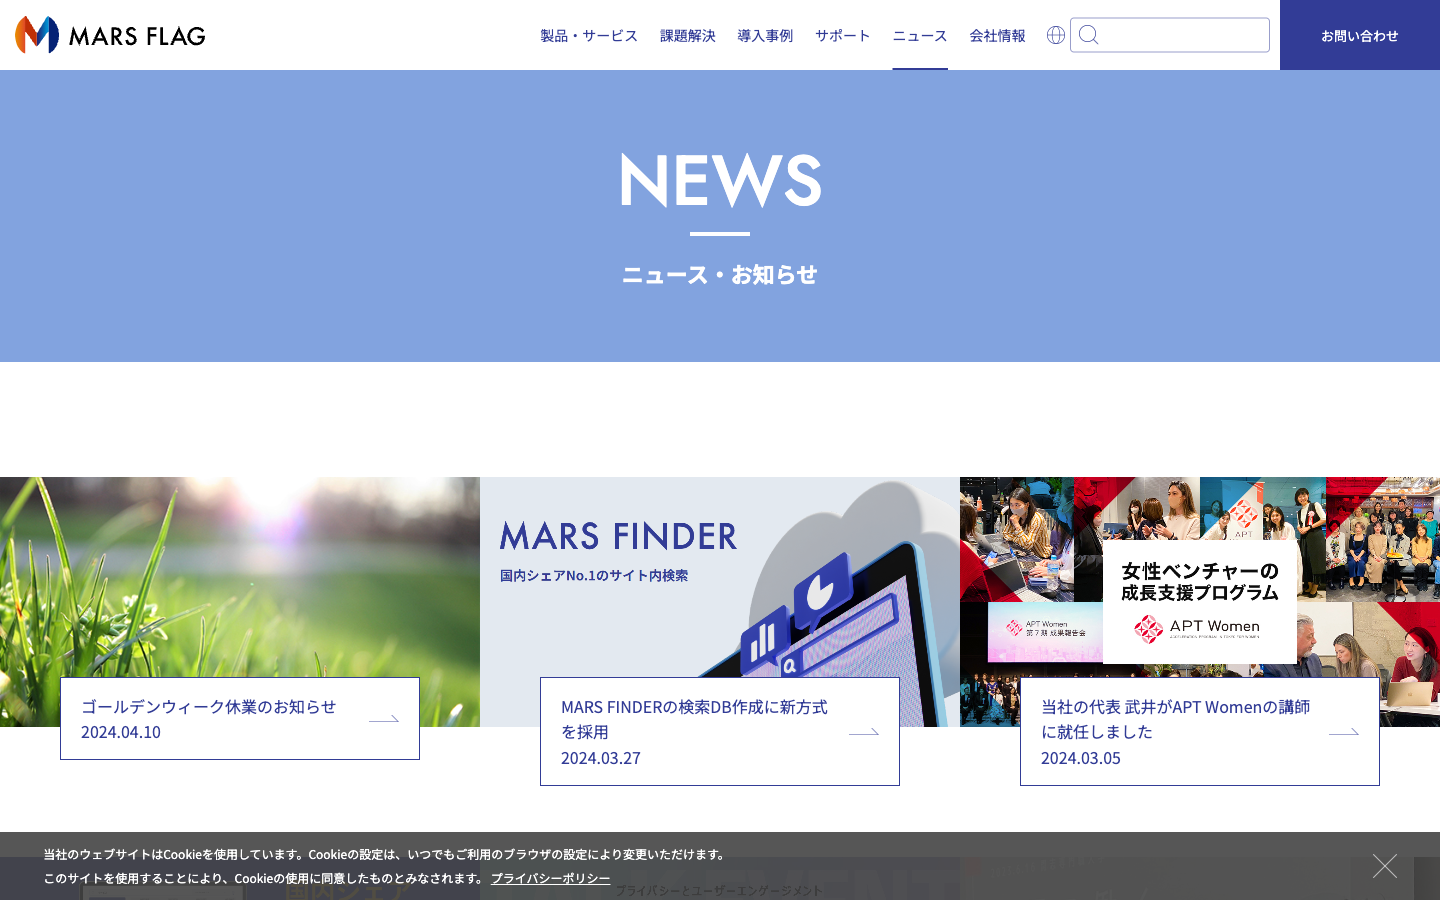 MARS FLAG
製品・サービス
課題解決
導入事例
サポート
ニュース
会社情報
お問い合わせ
NEWS
ニュース・お知らせ
MARS FINDER
国内シェアNo.1のサイト内検索
a
APT
女性ベンチャーの
成長支援プログラム
APT Women
ACCELERATION PROGRAM in TOKYO FOR WOMEN
APT Women
第7期 成果報告会
ゴールデンウィーク休業のお知らせ
2024.04.10
MARS FINDERの検索DB作成に新方式
を採用
2024.03.27
当社の代表 武井がAPT Womenの講師
に就任しました
2024.03.05
当社のウェブサイトはCookieを使用しています。Cookieの設定は、いつでもご利用のブラウザの設定により変更いただけます。
このサイトを使用することにより、Cookieの使用に同意したものとみなされます。 プライバシーポリシー
国内シェア
プライバシーとユーザーエンゲージメント